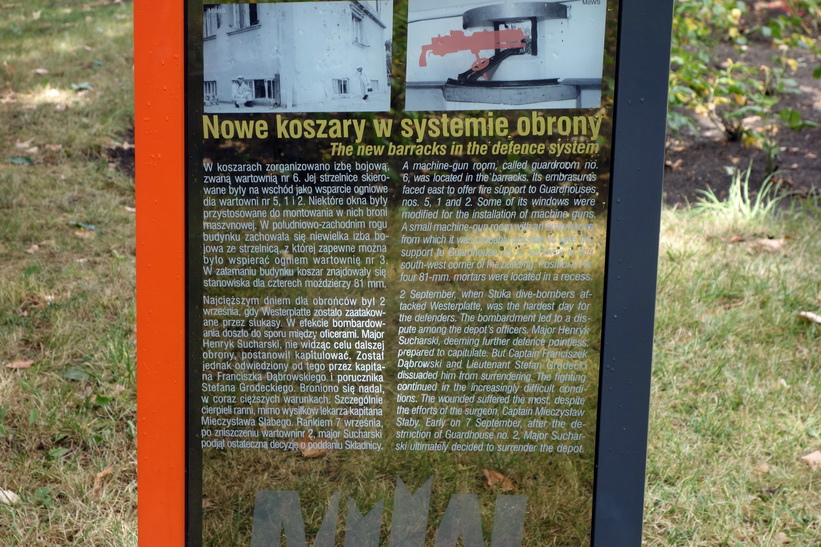 MBWB
Nowe koszary w systemie obrony
The new barracks in the defence system
W koszarach zorganizowano izbę bojową,
zwaną wartownią nr 6. Jej strzelnice skiero-
wane były na wschód jako wsparcie ogniowe
dla wartowni nr 5, 1 i 2. Niektóre okna były
przystosowane do montowania w nich broni
maszynowej. W południowo-zachodnim rogu
budynku zachowała się niewielka izba bo-
jowa ze strzelnicą, z której zapewne można
było wspierać ogniem wartownię nr 3.
W załamaniu budynku koszar znajdowały się
stanowiska dla czterech moździerzy 81 mm.
Najcięższym dniem dla obrońców był 2
września, gdy Westerplatte zostało zaatakow-
ane przez stukasy. W efekcie bombardow-
ania doszło do sporu między oficerami. Major
Henryk Sucharski, nie widząc celu dalszej
obrony, postanowił kapitulować. Został
jednak odwiedziony od tego przez kapita-
na Franciszka Dąbrowskiego i porucznika
Stefana Grodeckiego. Broniono się nadal,
w coraz cięższych warunkach. Szczególnie
cierpieli ranni, mimo wysiłków lekarza kapitana
Mieczysława Słabego. Rankiem 7 września,
po zniszczeniu wartowni nr 2, major Sucharski
podjął ostateczną decyzję o poddaniu Składnicy.
A machine-gun room, called guardroom no.
6, was located in the barracks. Its embrasures
faced east to offer fire support to Guardhouses
nos. 5, 1 and 2. Some of its windows were
modified for the installation of machine guns.
A small machine-gun room with an
from which it was
support to
south-west corner of the building.
four 81-mm. mortars were located in a recess.
2 September, when Stuka dive-bombers at-
tacked Westerplatte, was the hardest day for
the defenders. The bombardment led to a dis-
pute among the depot's officers. Major Henryk
Sucharski, deeming further defence pointless,
prepared to capitulate. But Captain Franciszek
Dąbrowski and Lieutenant Stefan Grodecki
dissuaded him from surrendering. The fighting
continued in the increasingly difficult condi-
tions. The wounded suffered the most, despite
the efforts of the surgeon, Captain Mieczysław
Słaby. Early on 7 September, after the de-
struction of Guardhouse no. 2, Major Suchar-
ski ultimately decided to surrender the depot.